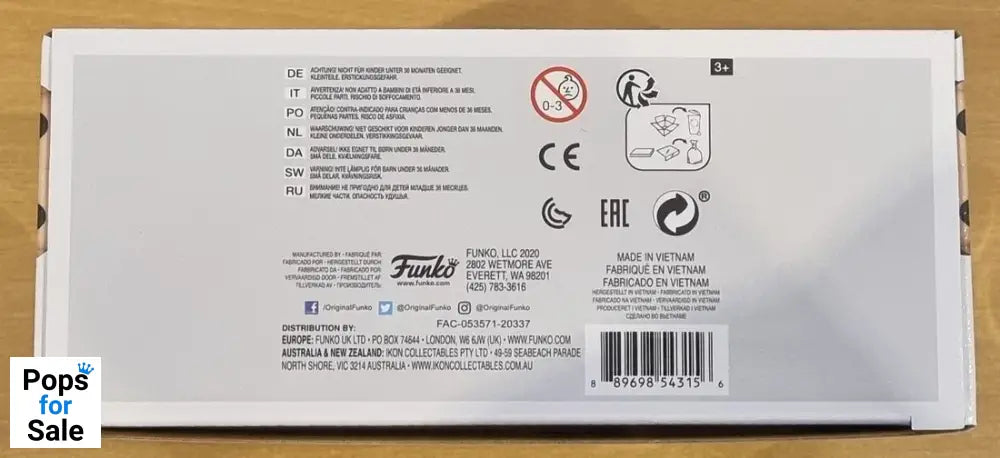 3+
DE ACHTUNG! NICHT FÜR KINDER UNTER 36 MONATEN GEEIGNET.
KLEINTEILE. ERSTICKUNGSGEFAHR.
IT AVVERTENZA! NON ADATTO A BAMBINI DI ETÀ INFERIORE A 36 MESI.
PICCOLE PARTI. RISCHIO DI SOFFOCAMENTO.
PO ATENÇÃO! CONTRA-INDICADO PARA CRIANÇAS COM MENOS DE 36 MESES.
PEQUENAS PARTES. RISCO DE ASFIXIA.
NL WAARSCHUWING! NIET GESCHIKT VOOR KINDEREN JONGER DAN 36 MAANDEN.
KLEINE ONDERDELEN. VERSTIKKINGSGEVAAR.
DA ADVARSEL! IKKE EGNET TIL BØRN UNDER 36 MÅNEDER.
SMÅ DELE. KVÆLNINGSFARE.
SW VARNING! INTE LÄMPLIG FÖR BARN UNDER 36 MÅNADER.
SMÅ DELAR. KVÄVNINGSRISK.
RU ВНИМАНИЕ! НЕ ПРИГОДНО ДЛЯ ДЕТЕЙ МЛАДШЕ 36 МЕСЯЦЕВ.
МЕЛКИЕ ЧАСТИ. ОПАСНОСТЬ УДУШЬЯ.
0-3
CE
EAC
®
MANUFACTURED BY • FABRIQUÉ PAR:
FABRICADO POR • HERGESTELLT DURCH
FABBRICATO DA • FABRICADO POR
VERVAARDIGD DOOR • FREMSTILLET AF
TILLVERKAD AV • ПРОИЗВОДИТЕЛЬ:
Funko
www.funko.com
FUNKO, LLC 2020
2802 WETMORE AVE
EVERETT, WA 98201
(425) 783-3616
MADE IN VIETNAM
FABRIQUÉ EN VIETNAM
FABRICADO EN VIETNAM
HERGESTELLT IN VIETNAM • FABBRICATO IN VIETNAM
FABRICADO NA VIETNAM • VERVAARDIGD IN VIETNAM
PRODUCERET I VIETNAM • TILLVERKAD I VIETNAM
СДЕЛАНО ВО ВЬЕТНАМЕ
/OriginalFunko @OriginalFunko @OriginalFunko
FAC-053571-20337
DISTRIBUTION BY:
EUROPE: FUNKO UK LTD • PO BOX 74844 • LONDON, W6 6JW (UK) • WWW.FUNKO.COM
AUSTRALIA & NEW ZEALAND: IKON COLLECTABLES PTY LTD • 49-59 SEABEACH PARADE
NORTH SHORE, VIC 3214 AUSTRALIA • WWW.IKONCOLLECTABLES.COM.AU
8 89698 54315 6
Pops
for
Sale